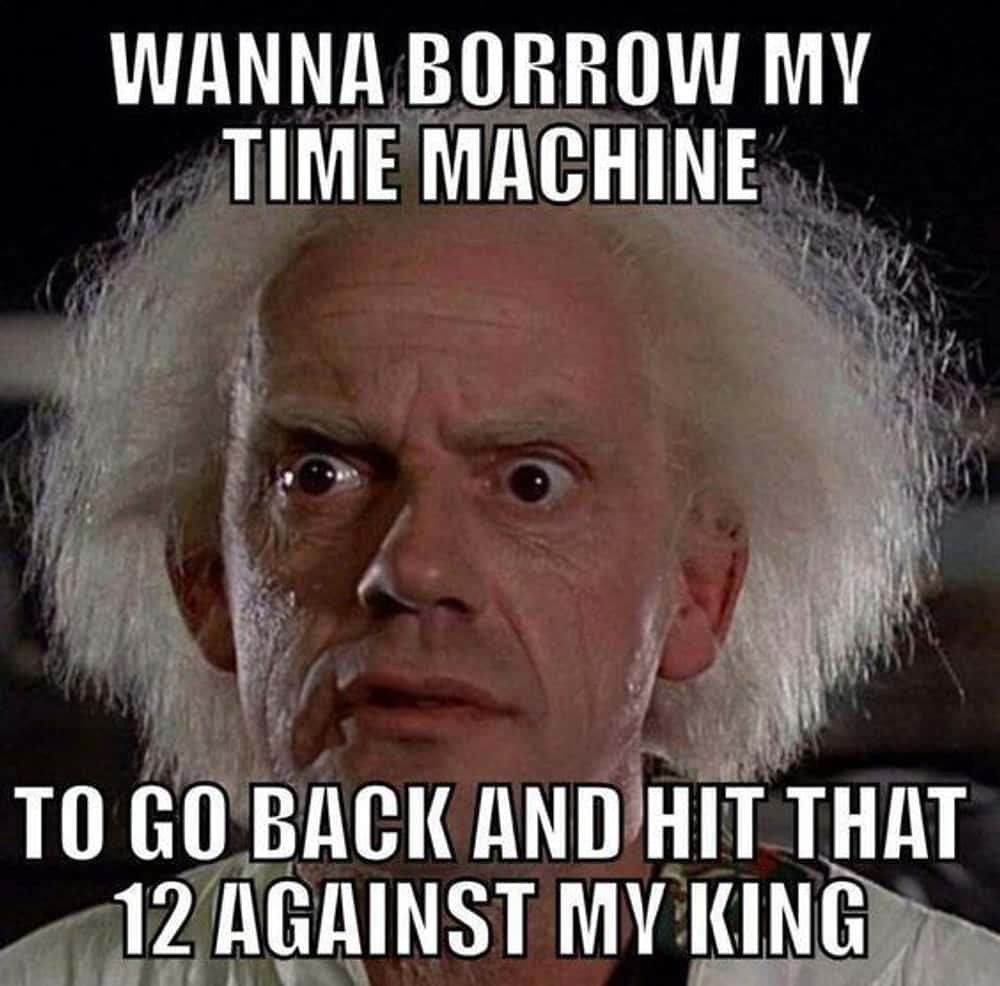 WANNA BORROW MY
TIME MACHINE
TO GO BACK AND HIT THAT
12 AGAINST MY KING